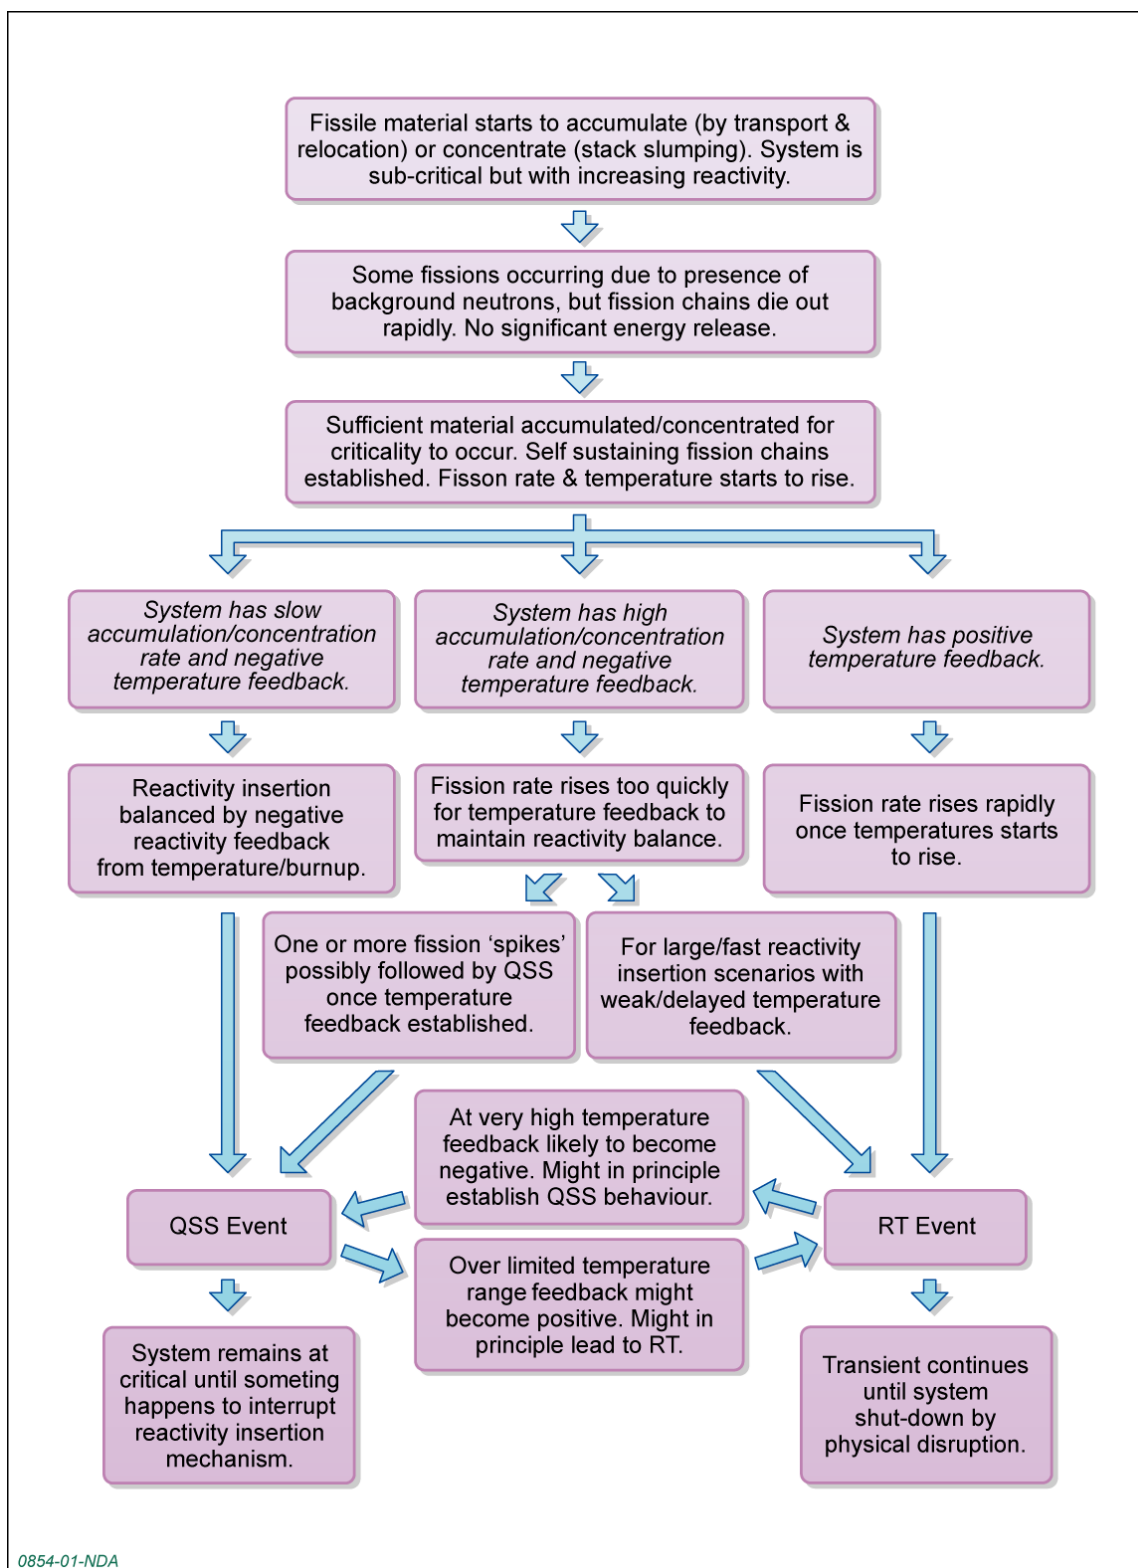 Fissile material starts to accumulate (by transport &
relocation) or concentrate (stack slumping). System is
sub-critical but with increasing reactivity.
Some fissions occurring due to presence of
background neutrons, but fission chains die out
rapidly. No significant energy release.
Sufficient material accumulated/concentrated for
criticality to occur. Self sustaining fission chains
established. Fisson rate & temperature starts to rise.
System has slow
accumulation/concentration
rate and negative
temperature feedback.
System has high
accumulation/concentration
rate and negative
temperature feedback.
System has positive
temperature feedback.
Reactivity insertion
balanced by negative
reactivity feedback
from temperature/burnup.
Fission rate rises too quickly
for temperature feedback to
maintain reactivity balance.
Fission rate rises rapidly
once temperatures starts
to rise.
One or more fission ‘spikes’
possibly followed by QSS
once temperature
feedback established.
For large/fast reactivity
insertion scenarios with
weak/delayed temperature
feedback.
At very high temperature
feedback likely to become
negative. Might in principle
establish QSS behaviour.
QSS Event
RT Event
Over limited temperature
range feedback might
become positive. Might in
principle lead to RT.
System remains at
critical until someting
happens to interrupt
reactivity insertion
mechanism.
Transient continues
until system
shut-down by
physical disruption.
0854-01-NDA